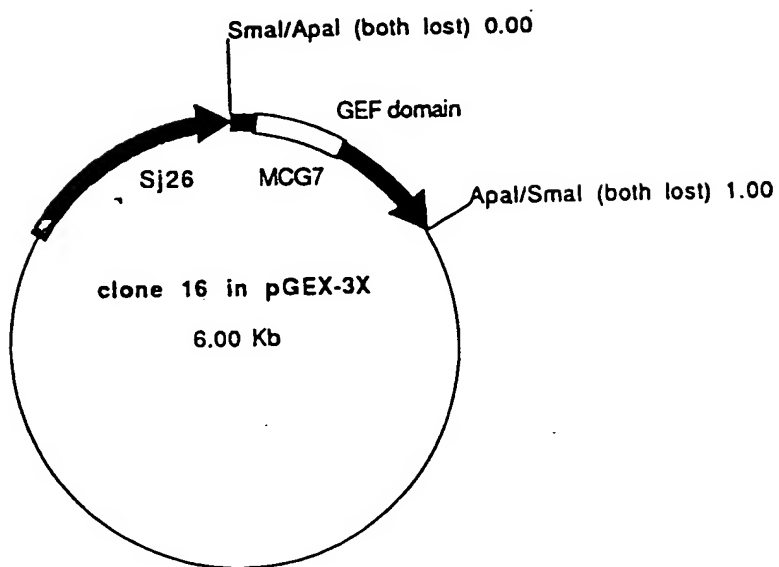 SmaI/ApaI (both lost) 0.00
GEF domain
Sj26
MCG7
ApaI/SmaI (both lost) 1.00
clone 16 in pGEX-3X
6.00 Kb